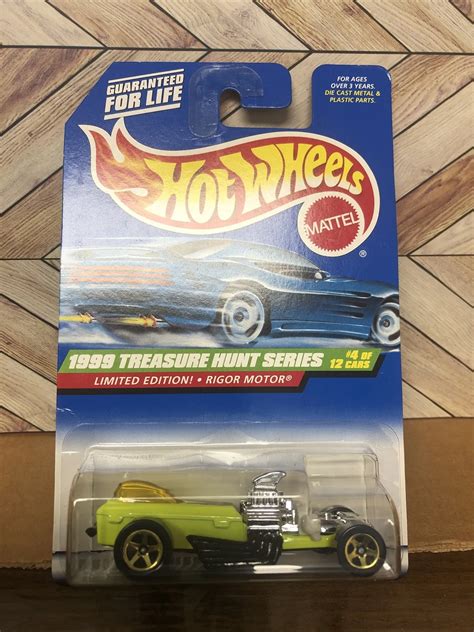 GUARANTEED
FOR LIFE
FOR AGES
OVER 3 YEARS.
DIE CAST METAL &
PLASTIC PARTS.
HOT WHEELS
MATTEL
®
1999 TREASURE HUNT SERIES #4 OF
12 CARS
LIMITED EDITION! • RIGOR MOTOR®